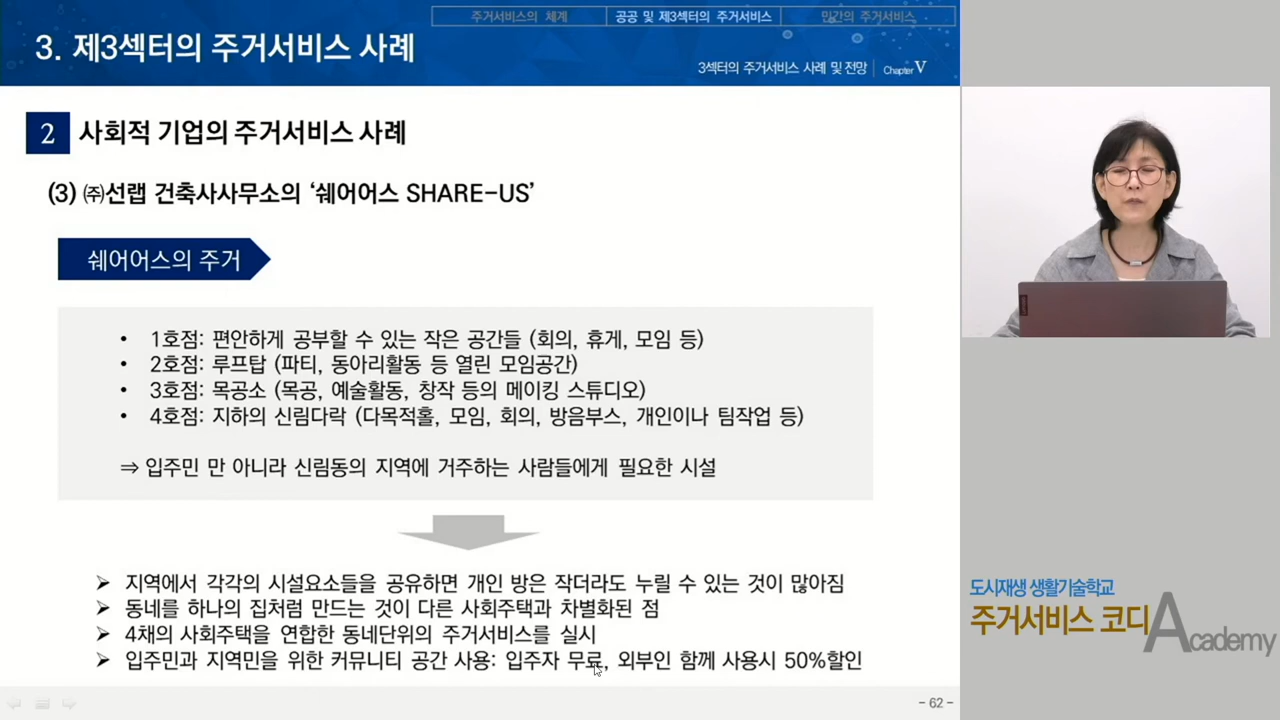 주거서비스의 체계
공공 및 제3섹터의 주거서비스
민간의 주거서비스
3. 제3섹터의 주거서비스 사례
3섹터의 주거서비스 사례 및 전망
Chapter V
2 사회적 기업의 주거서비스 사례
(3) ㈜선랩 건축사사무소의 ‘쉐어어스 SHARE-US’
쉐어어스의 주거
• 1호점: 편안하게 공부할 수 있는 작은 공간들 (회의, 휴게, 모임 등)
• 2호점: 루프탑 (파티, 동아리활동 등 열린 모임공간)
• 3호점: 목공소 (목공, 예술활동, 창작 등의 메이킹 스튜디오)
• 4호점: 지하의 신림다락 (다목적홀, 모임, 회의, 방음부스, 개인이나 팀작업 등)
⇒ 입주민 만 아니라 신림동의 지역에 거주하는 사람들에게 필요한 시설
➢ 지역에서 각각의 시설요소들을 공유하면 개인 방은 작더라도 누릴 수 있는 것이 많아짐
➢ 동네를 하나의 집처럼 만드는 것이 다른 사회주택과 차별화된 점
➢ 4채의 사회주택을 연합한 동네단위의 주거서비스를 실시
➢ 입주민과 지역민을 위한 커뮤니티 공간 사용: 입주자 무료, 외부인 함께 사용시 50%할인
- 62 -
도시재생 생활기술학교
주거서비스 코디
Academy